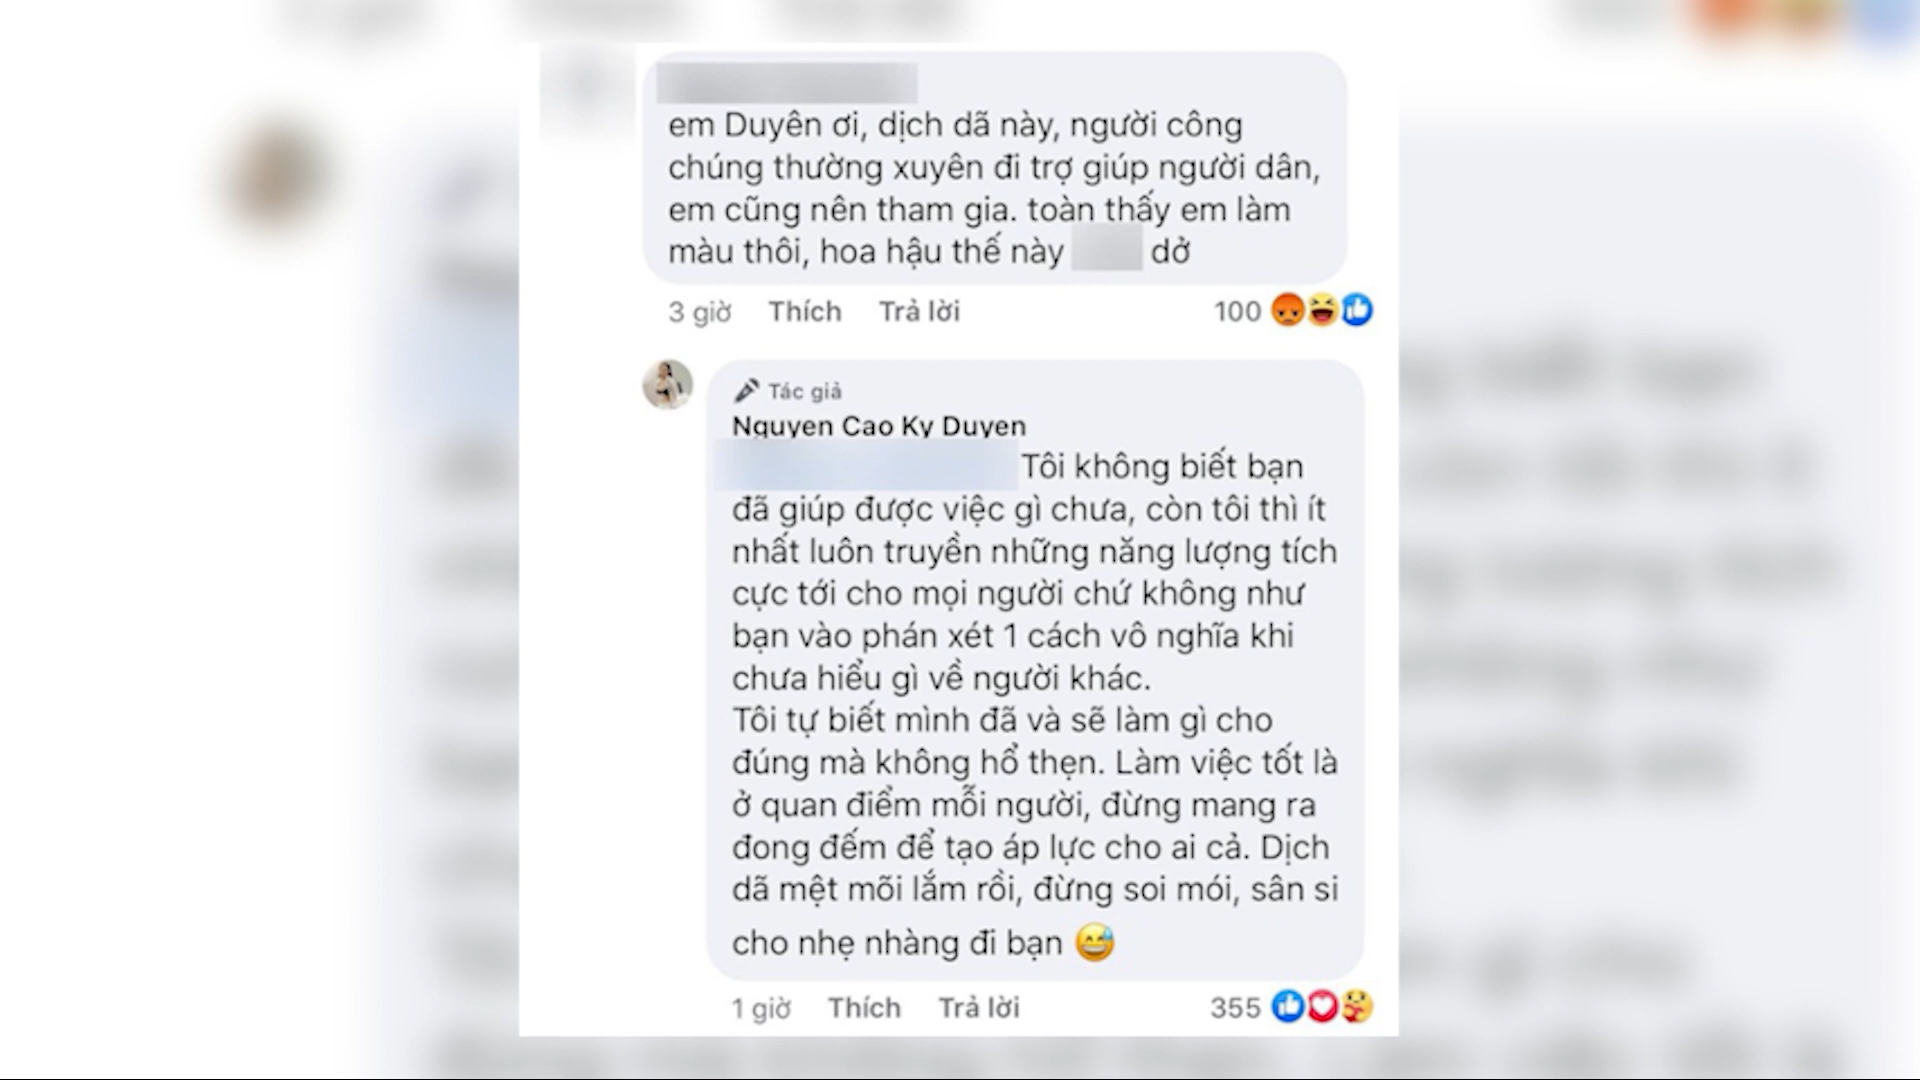 em Duyên ơi, dịch dã này, người công
chúng thường xuyên đi trợ giúp người dân,
em cũng nên tham gia. toàn thấy em làm
màu thôi, hoa hậu thế này dở
3 giờ Thích Trả lời 100
Tác giả
Nguyen Cao Ky Duyen
Tôi không biết bạn
đã giúp được việc gì chưa, còn tôi thì ít
nhất luôn truyền những năng lượng tích
cực tới cho mọi người chứ không như
bạn vào phán xét 1 cách vô nghĩa khi
chưa hiểu gì về người khác.
Tôi tự biết mình đã và sẽ làm gì cho
đúng mà không hổ thẹn. Làm việc tốt là
ở quan điểm mỗi người, đừng mang ra
đong đếm để tạo áp lực cho ai cả. Dịch
dã mệt mõi lắm rồi, đừng soi mói, sân si
cho nhẹ nhàng đi bạn 😅
1 giờ Thích Trả lời 355